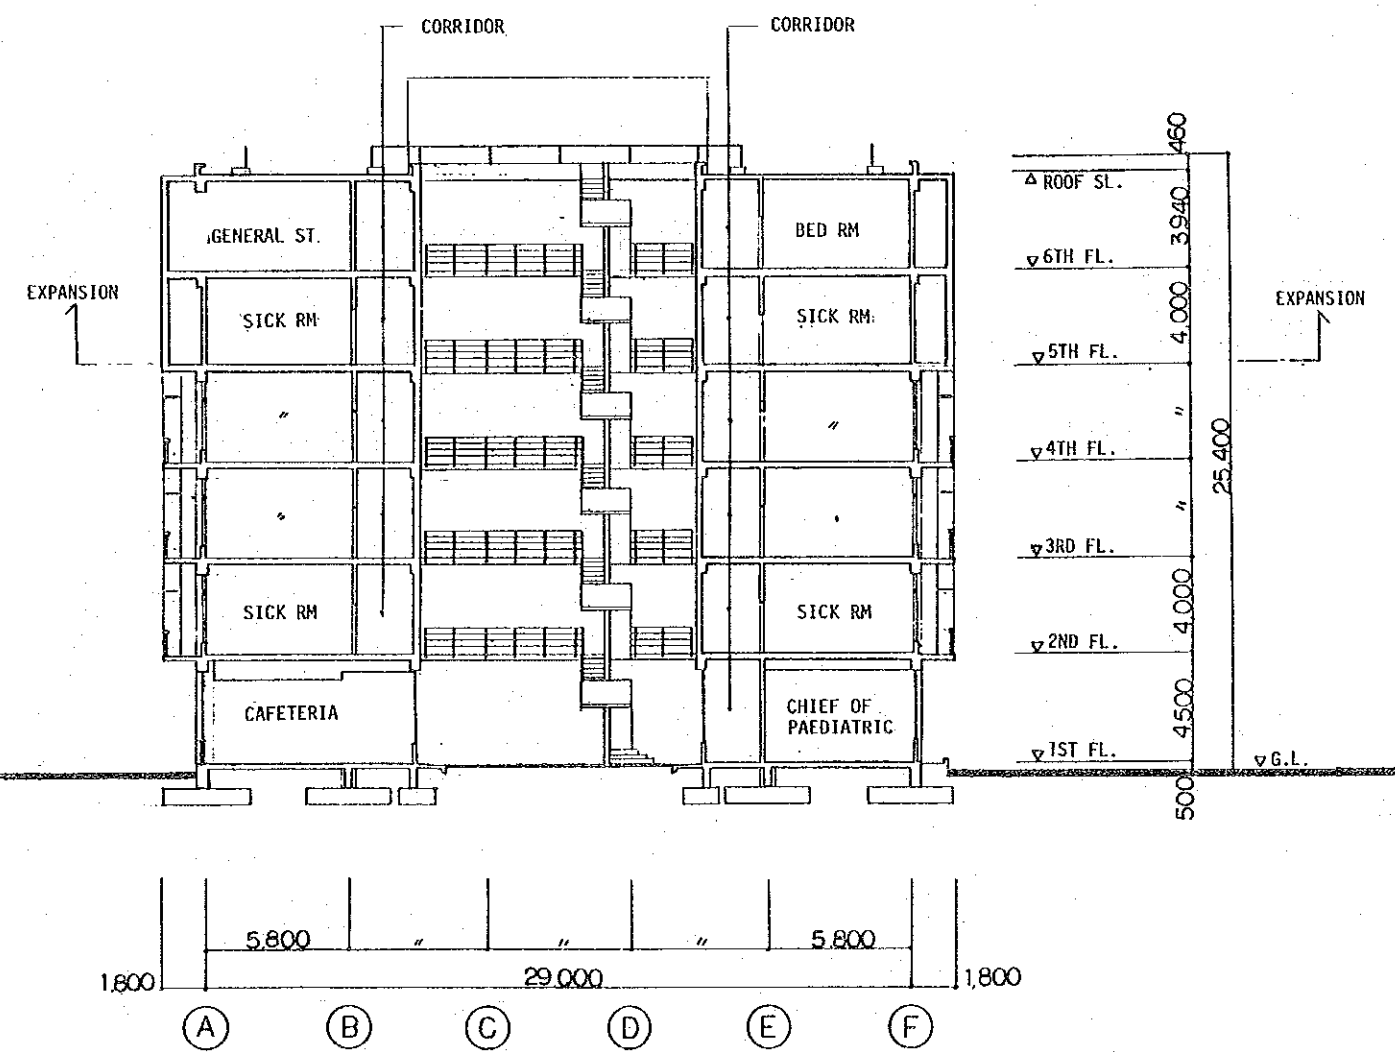 CORRIDOR
CORRIDOR
460
△ ROOF SL.
3,940
GENERAL ST.
BED RM
▽ 6TH FL.
EXPANSION
SICK RM
SICK RM
4,000
EXPANSION
▽ 5TH FL.
〃
〃
〃
25,400
▽ 4TH FL.
〃
〃
▽ 3RD FL.
SICK RM
SICK RM
4,000
▽ 2ND FL.
CAFETERIA
CHIEF OF
PAEDIATRIC
4,500
▽ 1ST FL.
▽ G.L.
500
5,800 〃 〃 〃 5,800
1,800 29,000 1,800
A B C D E F